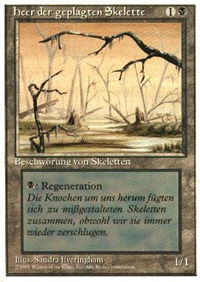 Heer der geplagten Skelette 1
Beschwörung von Skeletten
: Regeneration
Die Knochen um uns herum fügten
sich zu mißgestalteten Skeletten
zusammen, obwohl wir sie immer
wieder zerschlugen.
Illus. Sandra Everingham
1/1